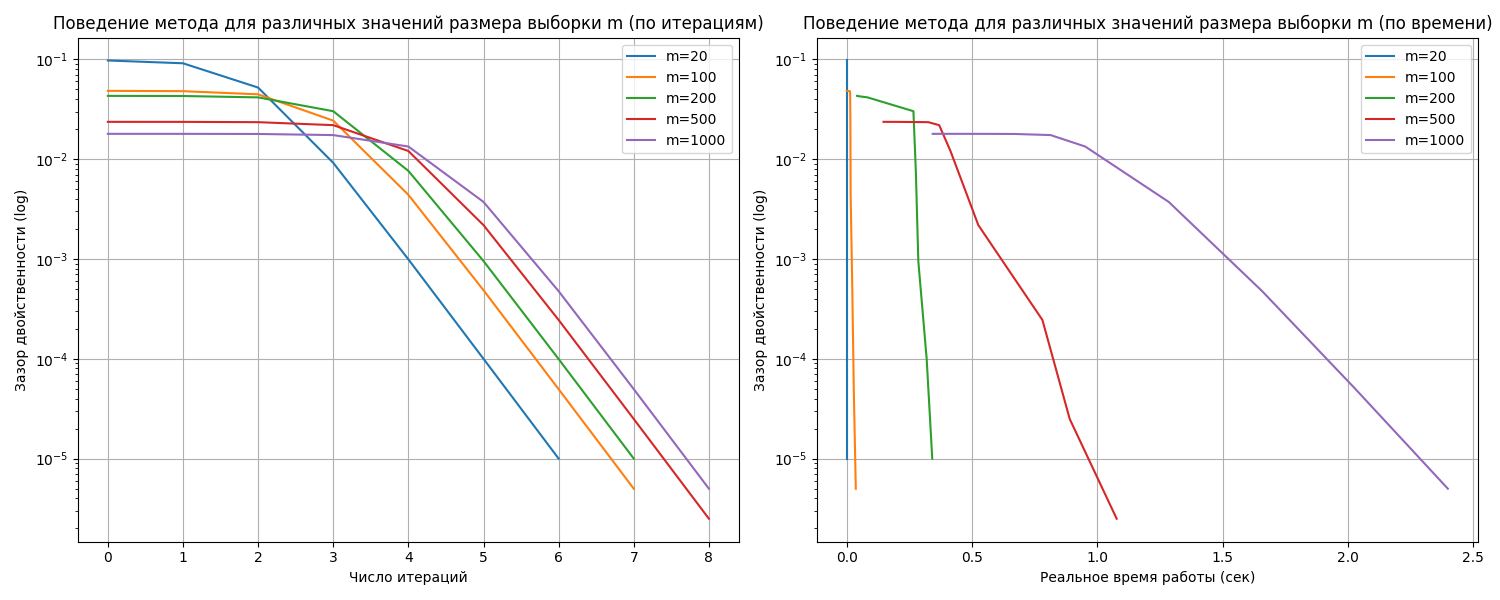 Поведение метода для различных значений размера выборки m (по итерациям)
Зазор двойственности (log)
10⁻¹
10⁻²
10⁻³
10⁻⁴
10⁻⁵
m=20
m=100
m=200
m=500
m=1000
0 1 2 3 4 5 6 7 8
Число итераций
Поведение метода для различных значений размера выборки m (по времени)
Зазор двойственности (log)
10⁻¹
10⁻²
10⁻³
10⁻⁴
10⁻⁵
m=20
m=100
m=200
m=500
m=1000
0.0 0.5 1.0 1.5 2.0 2.5
Реальное время работы (сек)